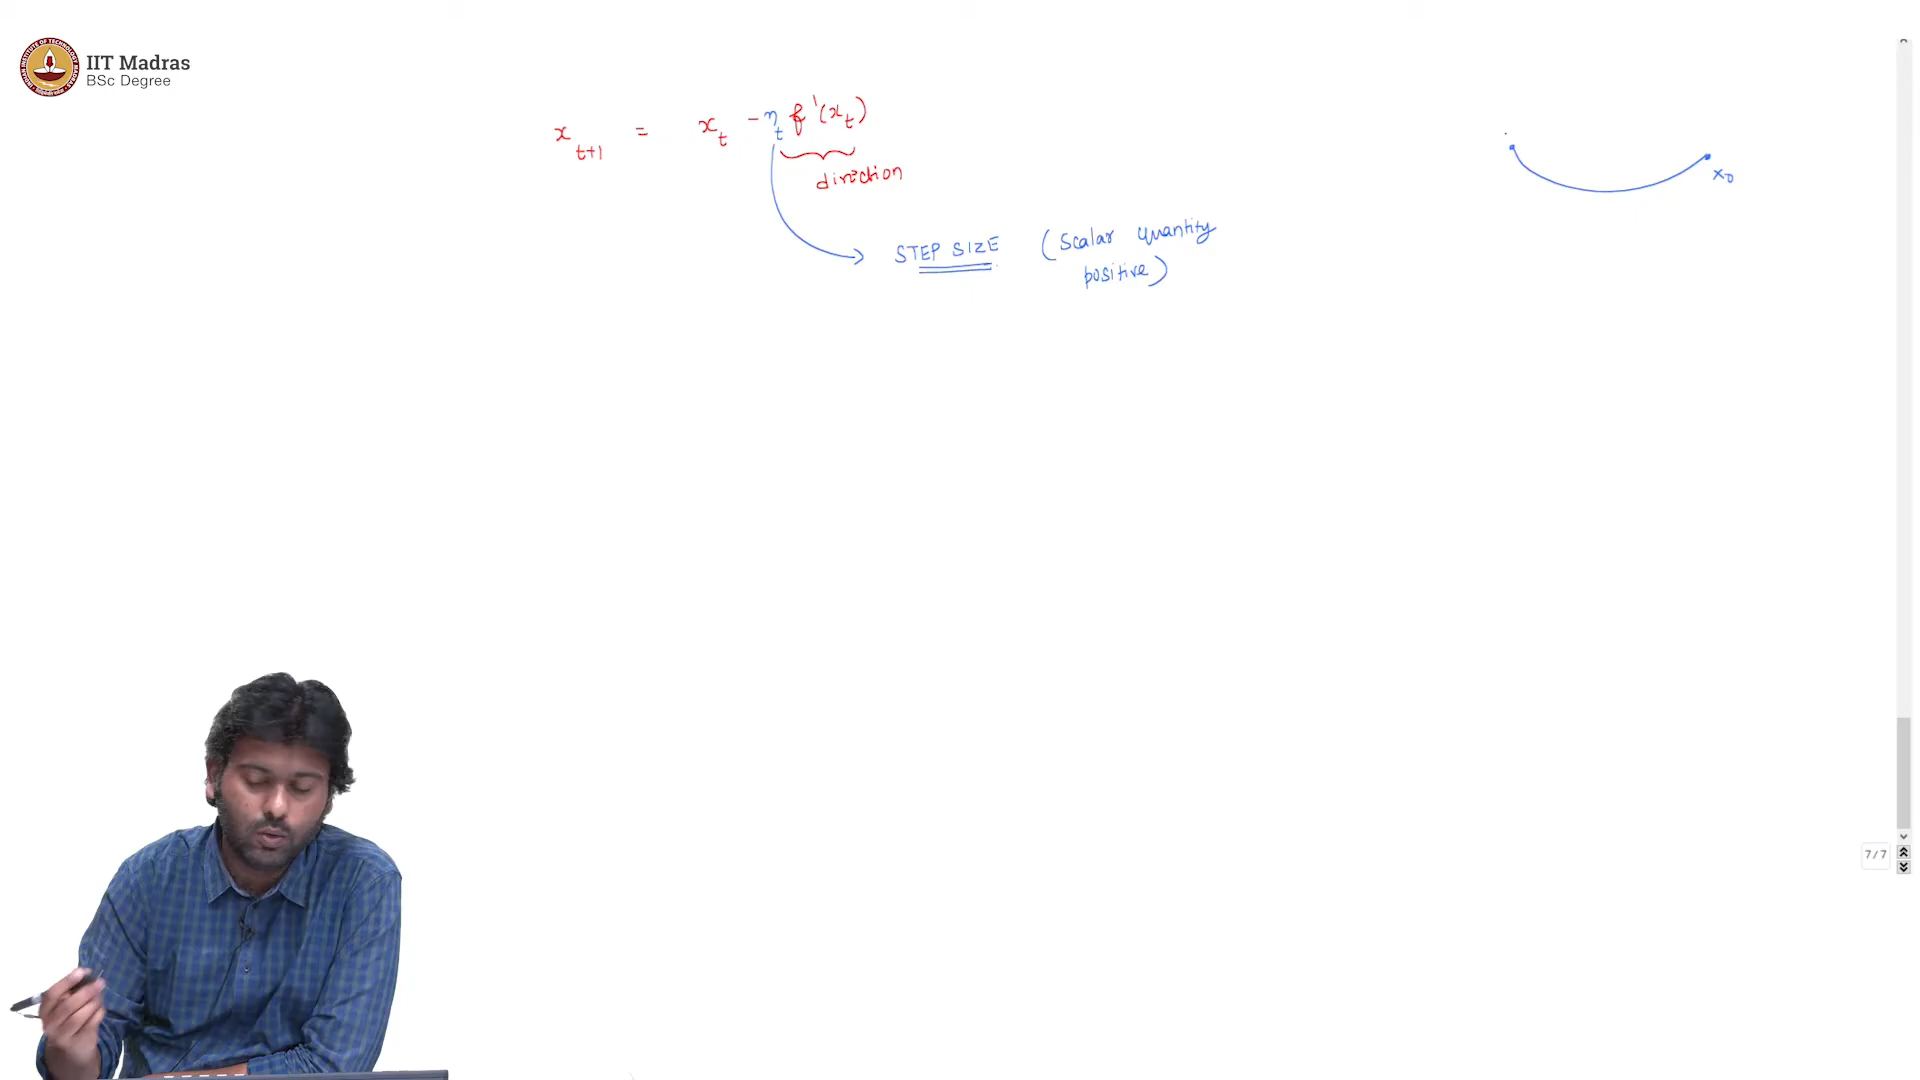 IIT Madras
BSc Degree
x_{t+1} = x_t - η_t f'(x_t)
direction
STEP SIZE (Scalar quantity
positive)
x_0
7/7